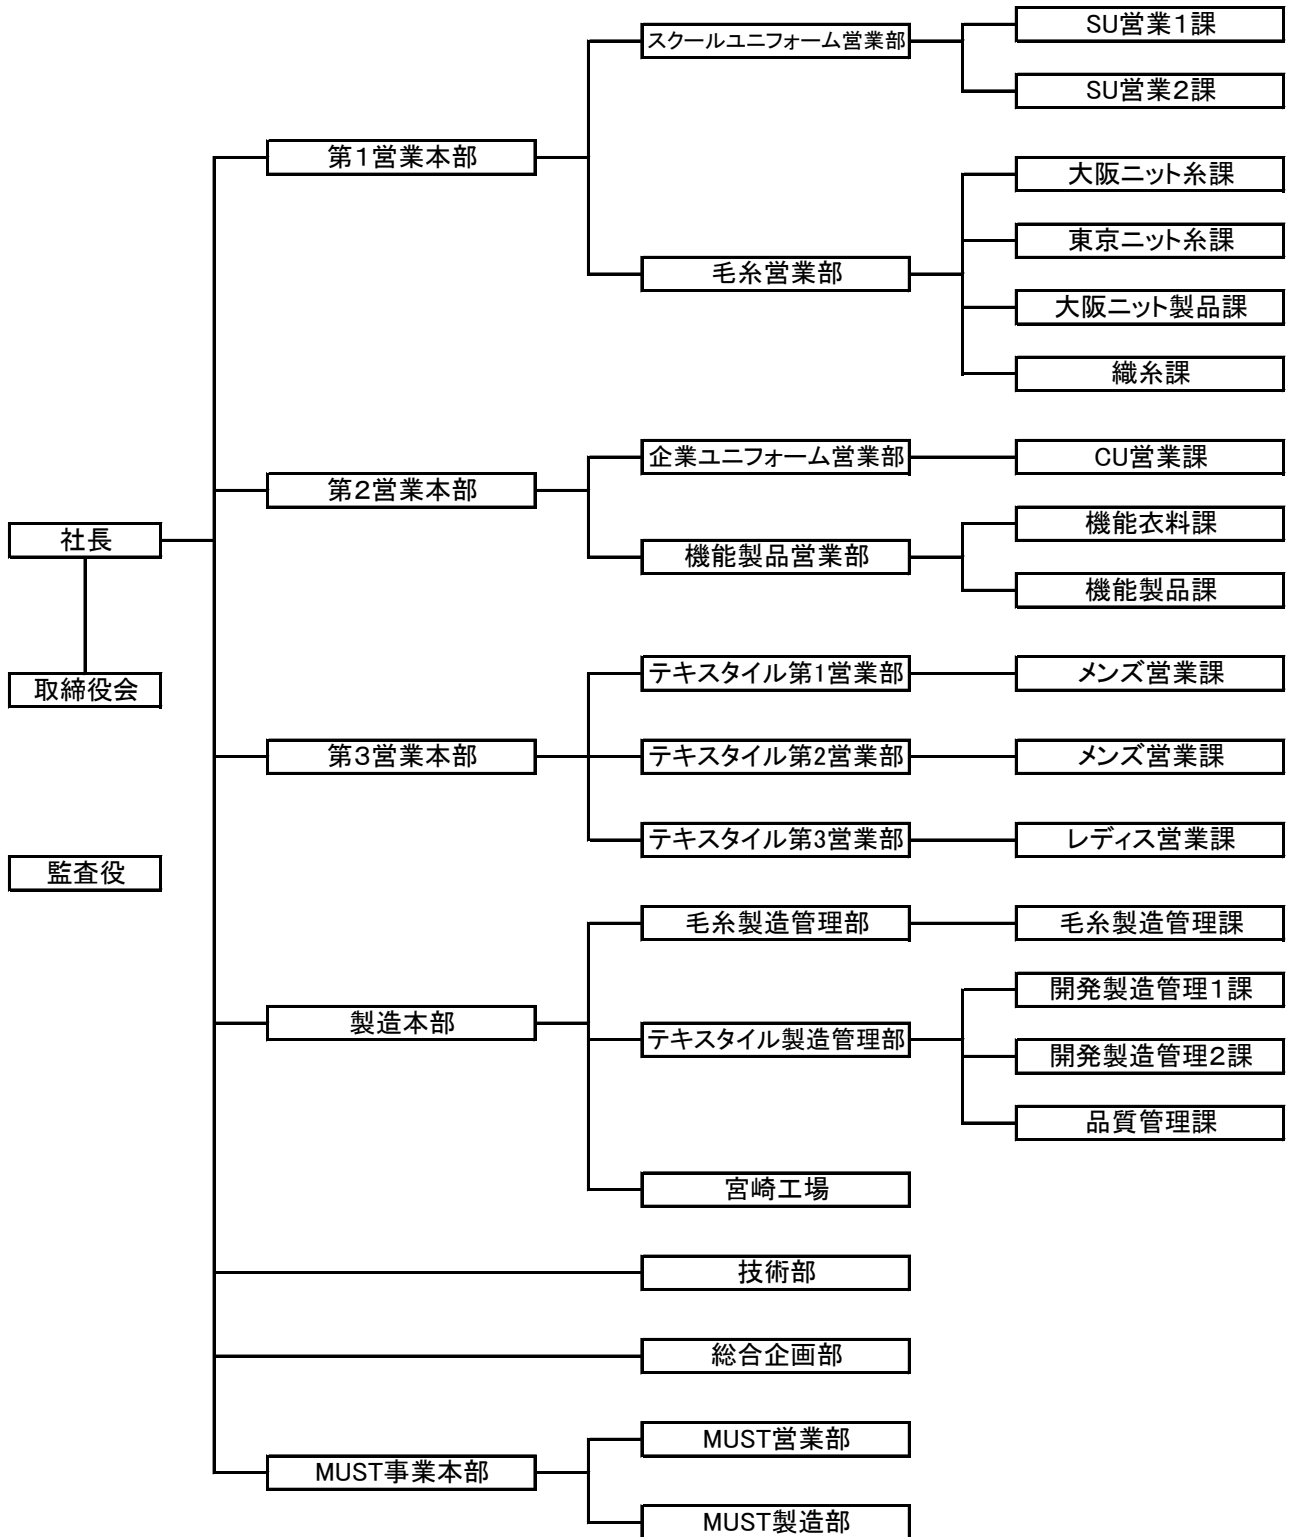 社長
取締役会
監査役
第１営業本部
スクールユニフォーム営業部
SU営業１課
SU営業２課
毛糸営業部
大阪ニット糸課
東京ニット糸課
大阪ニット製品課
織糸課
第２営業本部
企業ユニフォーム営業部
CU営業課
機能製品営業部
機能衣料課
機能製品課
第３営業本部
テキスタイル第1営業部
メンズ営業課
テキスタイル第2営業部
メンズ営業課
テキスタイル第3営業部
レディス営業課
製造本部
毛糸製造管理部
毛糸製造管理課
テキスタイル製造管理部
開発製造管理１課
開発製造管理２課
品質管理課
宮崎工場
技術部
総合企画部
MUST事業本部
MUST営業部
MUST製造部